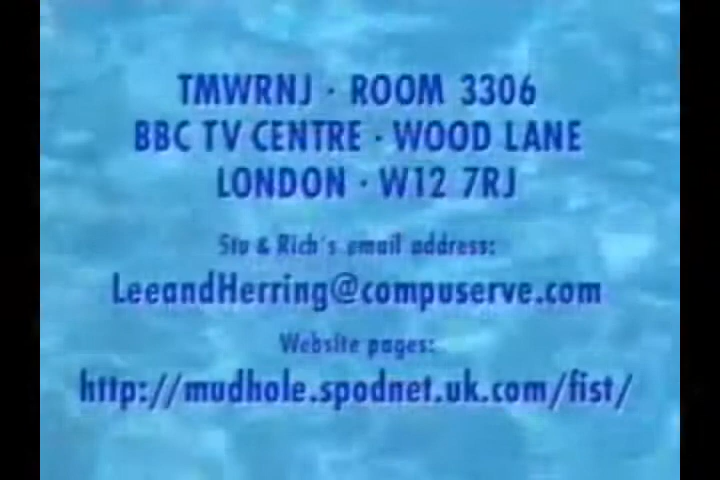 TMWRNJ · ROOM 3306
BBC TV CENTRE · WOOD LANE
LONDON · W12 7RJ
Stu & Rich's email address:
LeeandHerring@compuserve.com
Website pages:
http://mudhole.spodnet.uk.com/fist/